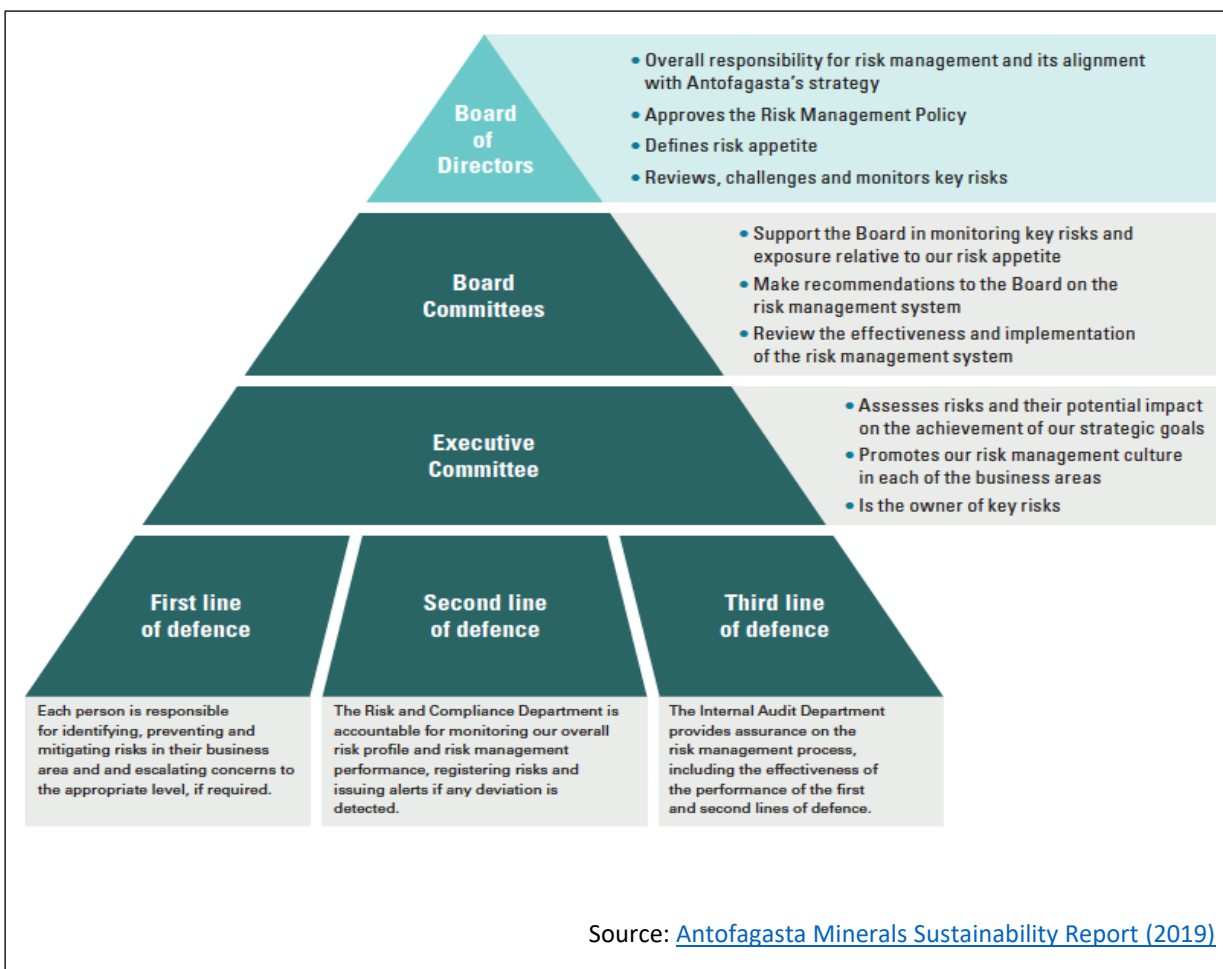 Board
of
Directors
• Overall responsibility for risk management and its alignment
with Antofagasta's strategy
• Approves the Risk Management Policy
• Defines risk appetite
• Reviews, challenges and monitors key risks
Board
Committees
• Support the Board in monitoring key risks and
exposure relative to our risk appetite
• Make recommendations to the Board on the
risk management system
• Review the effectiveness and implementation
of the risk management system
Executive
Committee
• Assesses risks and their potential impact
on the achievement of our strategic goals
• Promotes our risk management culture
in each of the business areas
• Is the owner of key risks
First line
of defence
Each person is responsible
for identifying, preventing and
mitigating risks in their business
area and and escalating concerns to
the appropriate level, if required.
Second line
of defence
The Risk and Compliance Department is
accountable for monitoring our overall
risk profile and risk management
performance, registering risks and
issuing alerts if any deviation is
detected.
Third line
of defence
The Internal Audit Department
provides assurance on the
risk management process,
including the effectiveness of
the performance of the first
and second lines of defence.
Source: Antofagasta Minerals Sustainability Report (2019)